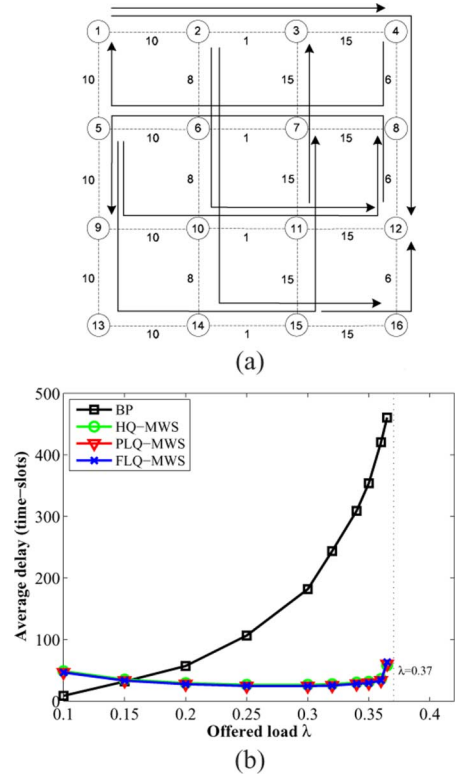 1 2 3 4
10 1 15
10 8 15 6
5 6 7 8
10 1 15
10 8 15 6
9 10 11 12
10 1 15
10 8 15 6
13 14 15 16
10 1 15
(a)
500
400
300
200
100
0
Average delay (time−slots)
BP
HQ−MWS
PLQ−MWS
FLQ−MWS
λ=0.37
0.1 0.15 0.2 0.25 0.3 0.35 0.4
Offered load λ
(b)